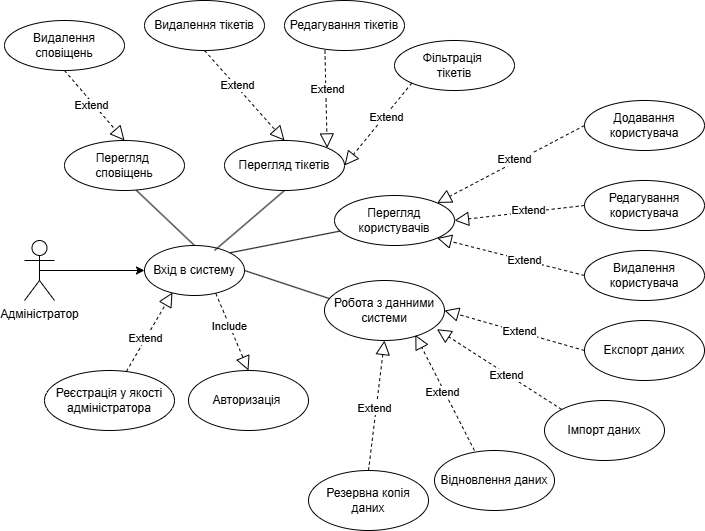 Видалення
сповіщень
Видалення тікетів
Редагування тікетів
Фільтрація
тікетів
Extend
Extend
Extend
Extend
Додавання
користувача
Перегляд
сповіщень
Перегляд тікетів
Extend
Редагування
користувача
Перегляд
користувачів
Extend
Extend
Видалення
користувача
Вхід в систему
Адміністратор
Робота з данними
системи
Extend
Include
Extend
Експорт даних
Extend
Реєстрація у якості
адміністратора
Авторизація
Extend
Extend
Імпорт даних
Відновлення даних
Резервна копія
даних